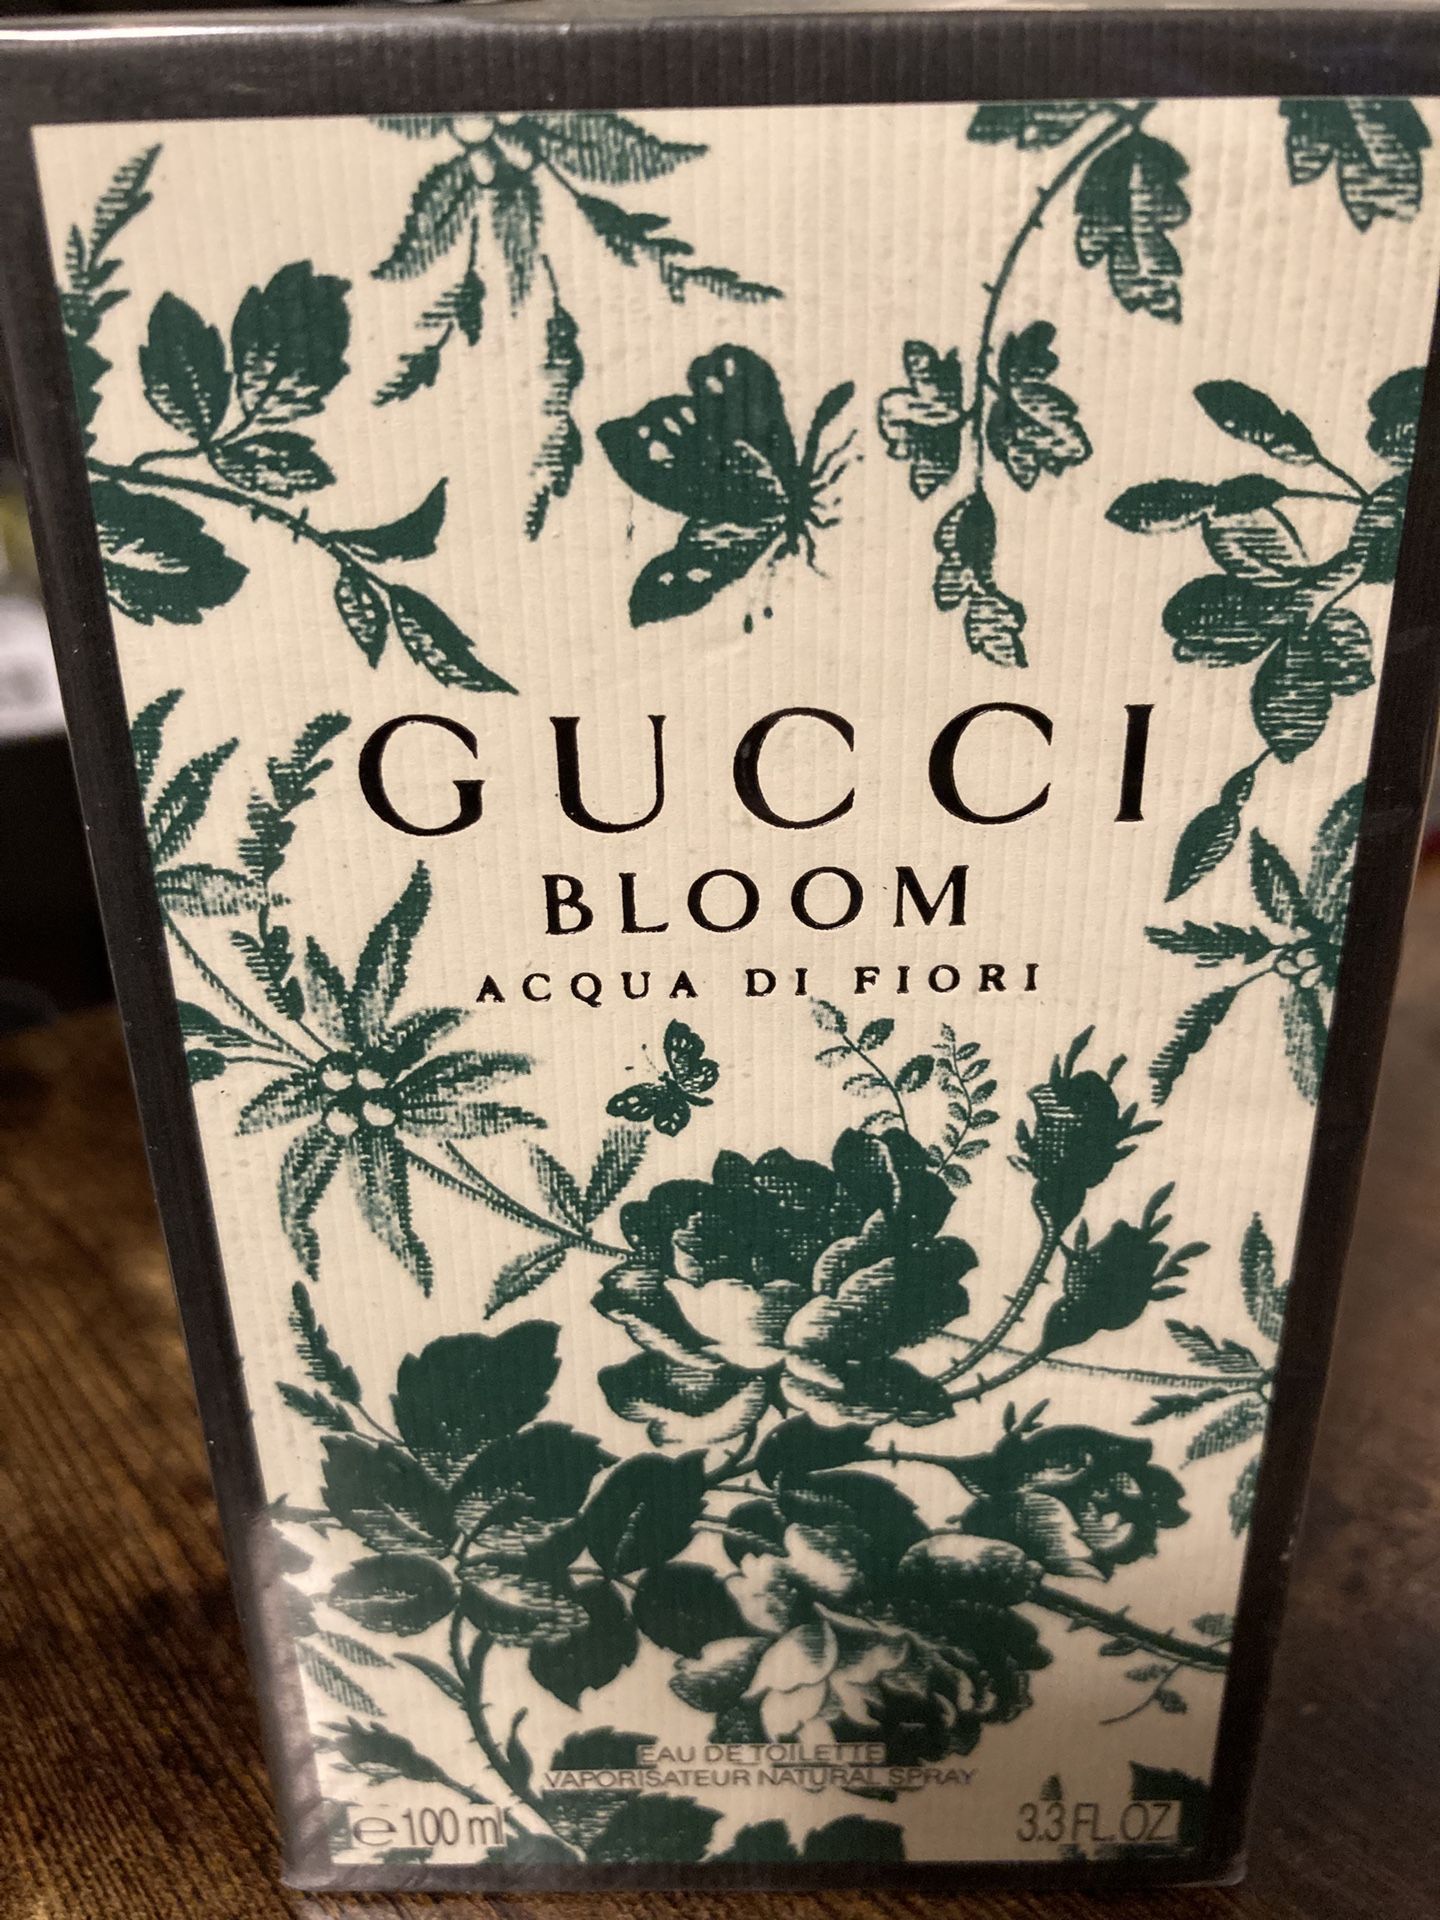 GUCCI
BLOOM
ACQUA DI FIORI
EAU DE TOILETTE
VAPORISATEUR NATURAL SPRAY
℮100 ml 3.3 FL.OZ